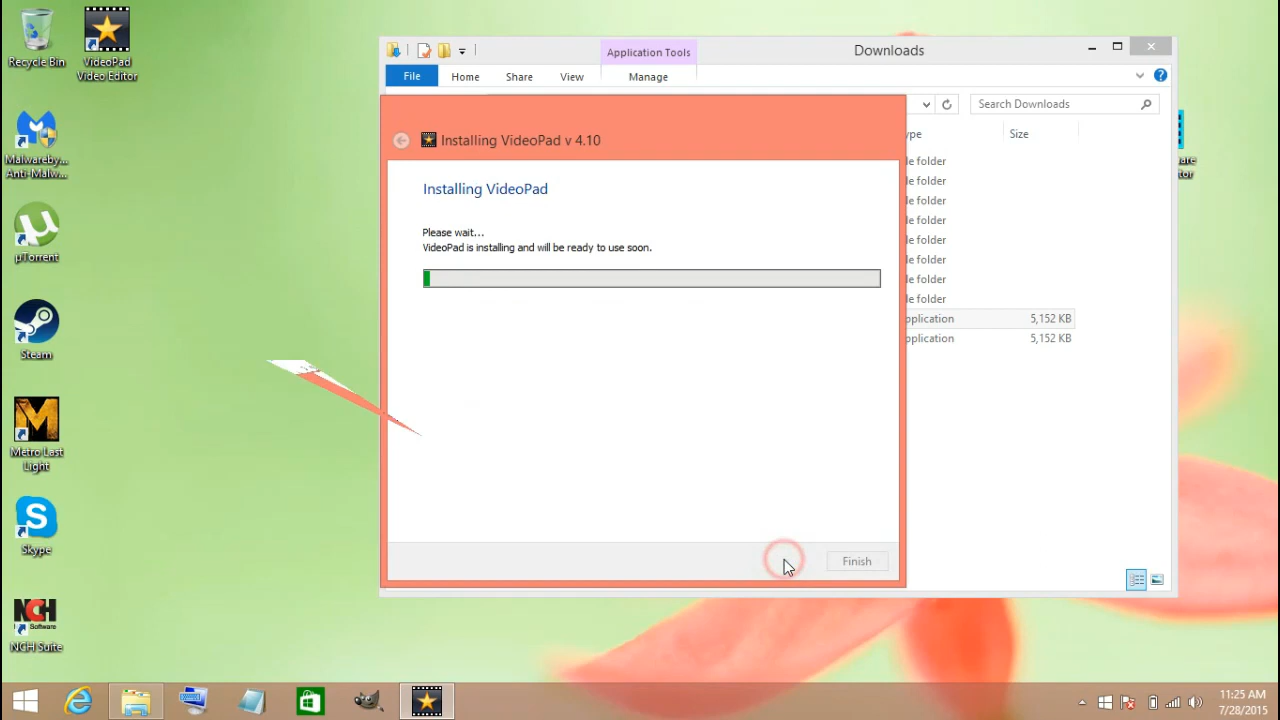 Recycle Bin
VideoPad
Video Editor
Malwareby...
Anti-Malw...
µTorrent
Steam
Metro Last
Light
S
Skype
NCH
Software
NCH Suite
Application Tools
Downloads
File
Home
Share
View
Manage
Search Downloads
ype
Size
le folder
le folder
le folder
le folder
le folder
le folder
le folder
le folder
pplication
5,152 KB
pplication
5,152 KB
Installing VideoPad v 4.10
Installing VideoPad
Please wait...
VideoPad is installing and will be ready to use soon.
Finish
are
tor
11:25 AM
7/28/2015